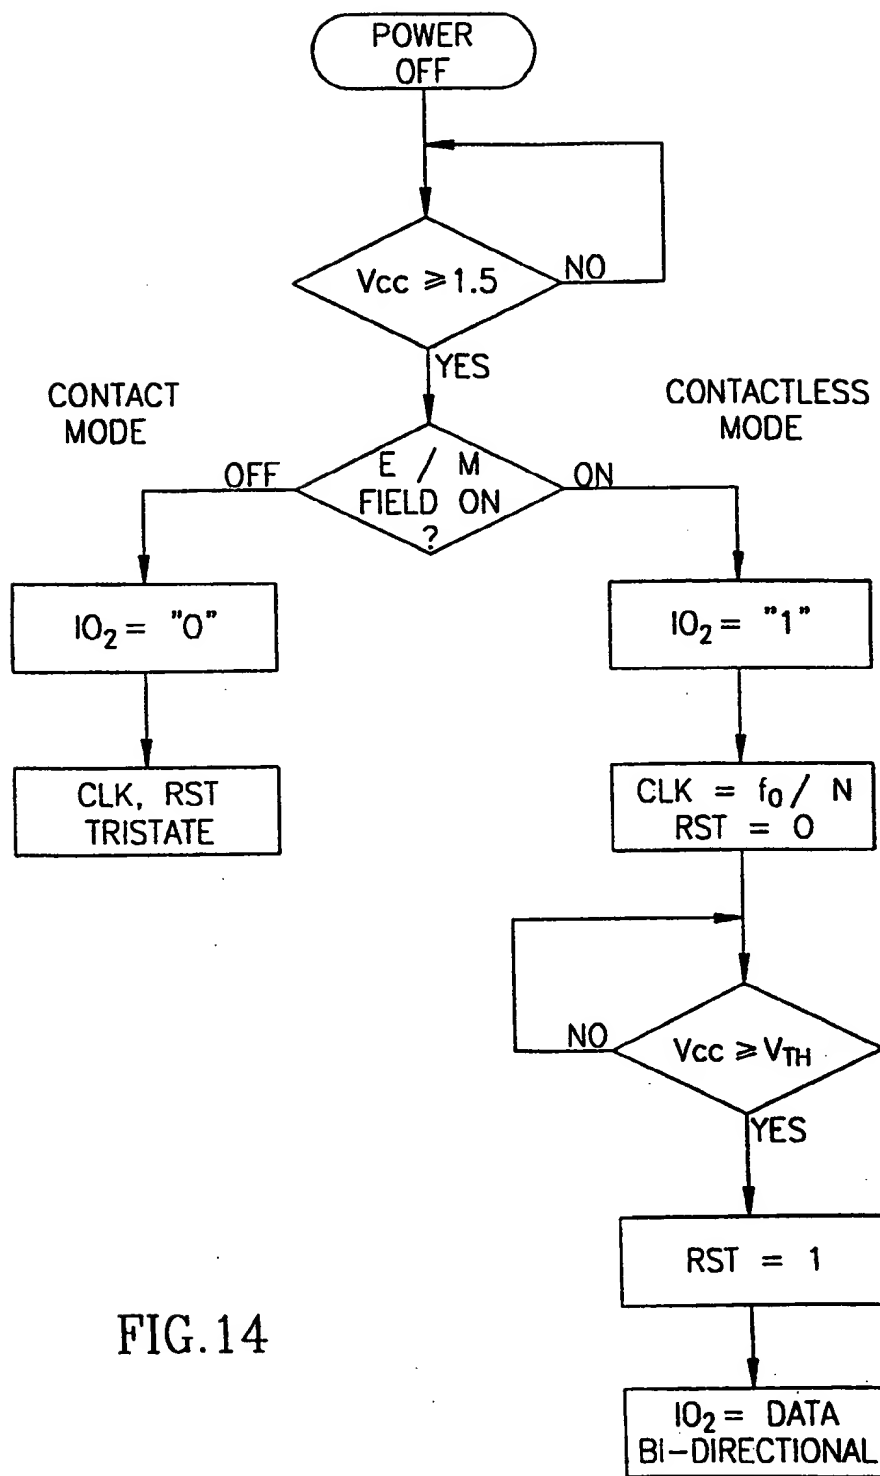 POWER
OFF
Vcc ⩾ 1.5
NO
YES
CONTACT
MODE
CONTACTLESS
MODE
OFF
E / M
FIELD ON
?
ON
IO₂ = "0"
IO₂ = "1"
CLK, RST
TRISTATE
CLK = f₀ / N
RST = 0
NO
Vcc ⩾ VTH
YES
RST = 1
FIG.14
IO₂ = DATA
BI-DIRECTIONAL